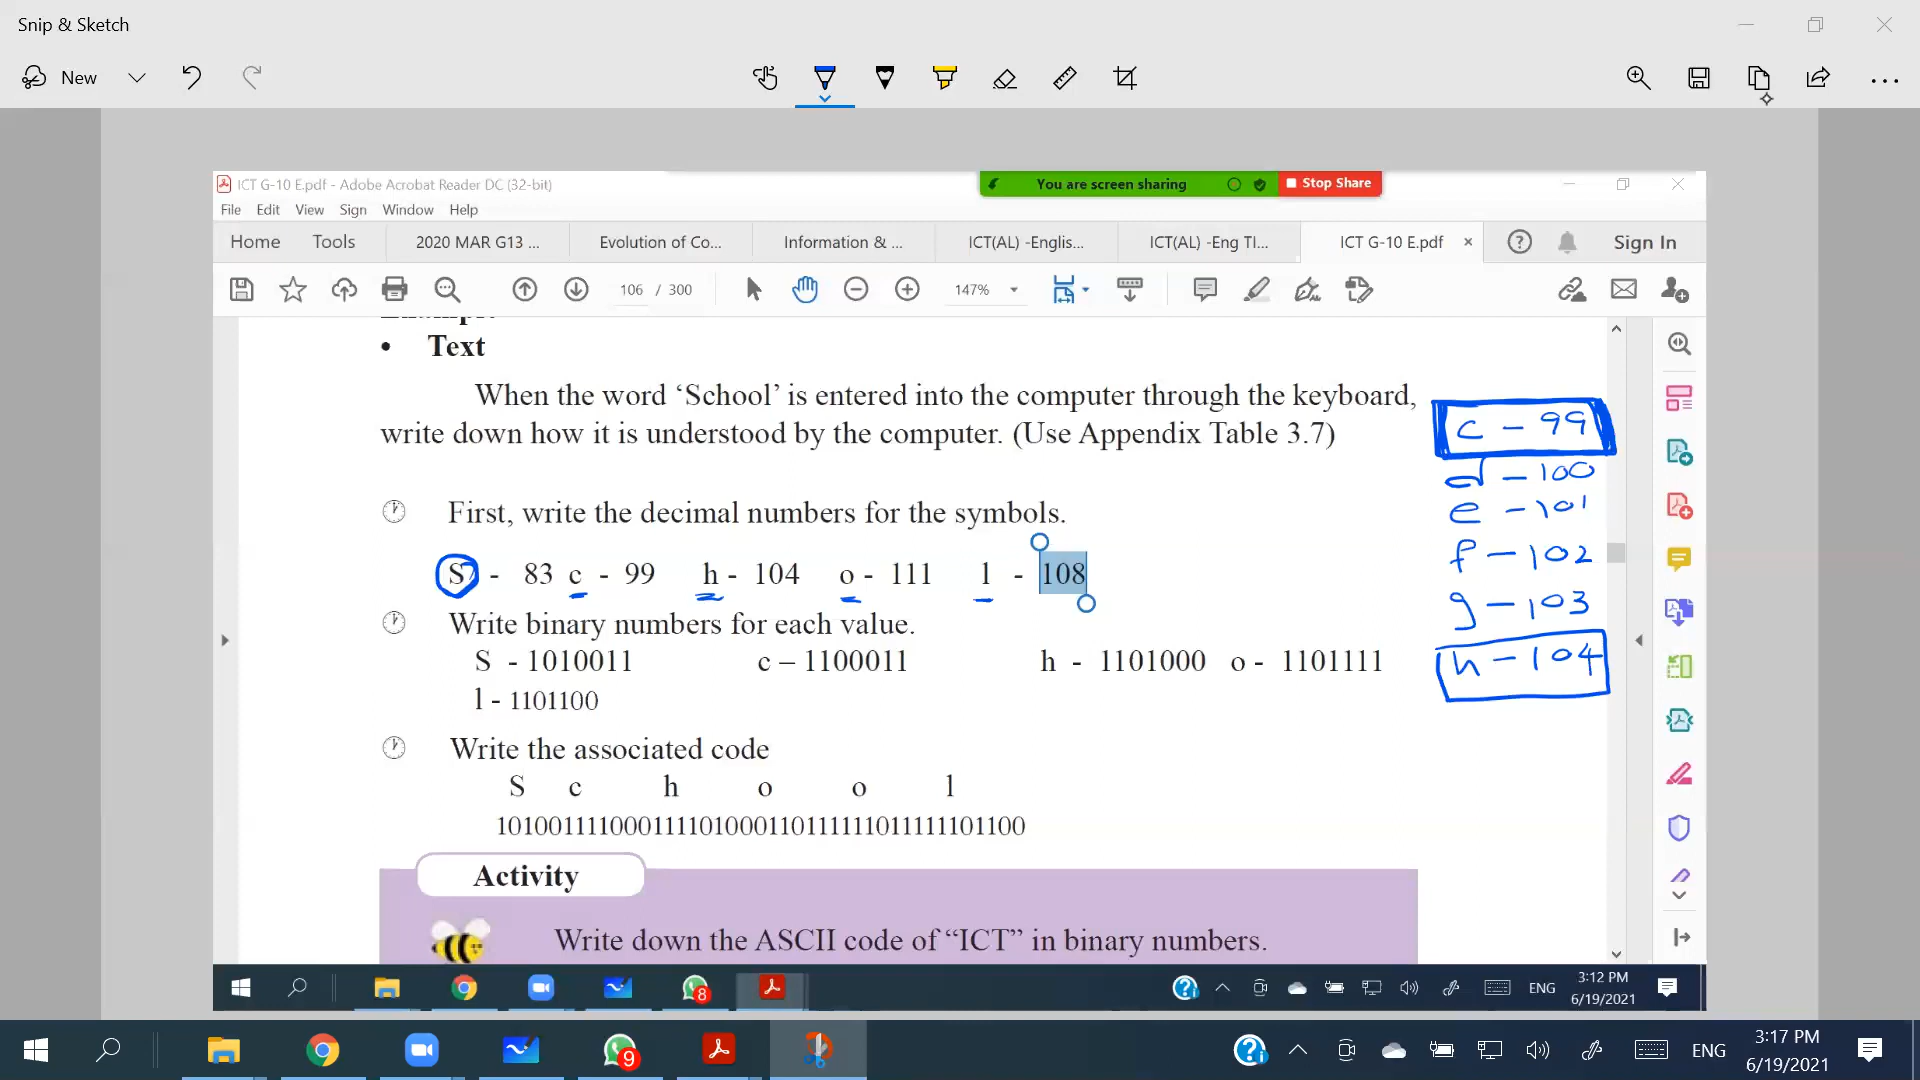 Snip & Sketch
New
ICT G-10 E.pdf - Adobe Acrobat Reader DC (32-bit)
You are screen sharing
Stop Share
File Edit View Sign Window Help
Home Tools 2020 MAR G13 ... Evolution of Co... Information & ... ICT(AL) -Englis... ICT(AL) -Eng TI... ICT G-10 E.pdf × Sign In
106 / 300 147%
• Text
When the word ‘School’ is entered into the computer through the keyboard,
write down how it is understood by the computer. (Use Appendix Table 3.7)
First, write the decimal numbers for the symbols.
S - 83 c - 99 h - 104 o - 111 l - 108
Write binary numbers for each value.
S - 1010011 c – 1100011 h - 1101000 o - 1101111
l - 1101100
Write the associated code
S c h o o l
101001111000111101000110111111011111101100
Activity
Write down the ASCII code of “ICT” in binary numbers.
c - 99
d - 100
e - 101
f - 102
g - 103
h - 104
8
ENG
3:12 PM
6/19/2021
9
ENG
3:17 PM
6/19/2021